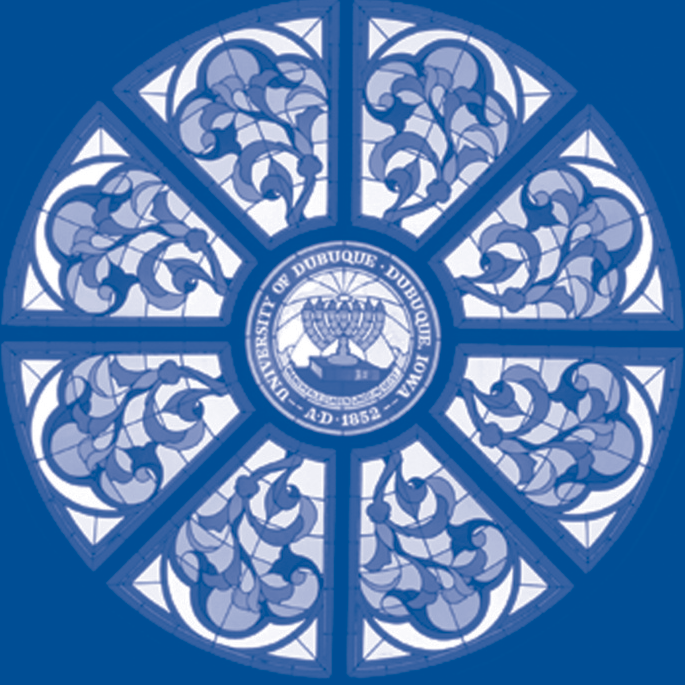 UNIVERSITY OF DUBUQUE · DUBUQUE, IOWA
-- A·D·1852 --